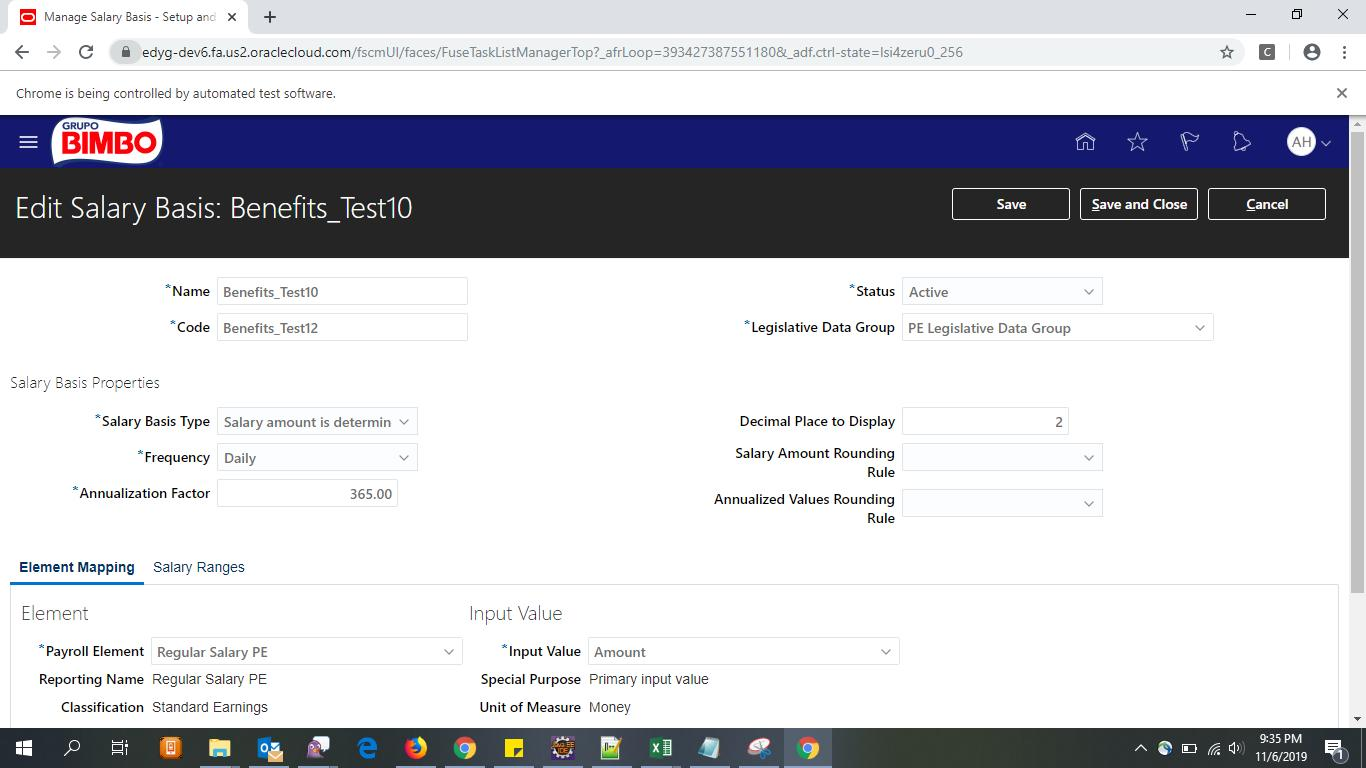 Manage Salary Basis - Setup and
edyg-dev6.fa.us2.oraclecloud.com/fscmUI/faces/FuseTaskListManagerTop?_afrLoop=393427387551180&_adf.ctrl-state=lsi4zeru0_256
C
Chrome is being controlled by automated test software.
GRUPO
BIMBO
AH
Edit Salary Basis: Benefits_Test10
Save
Save and Close
Cancel
*Name Benefits_Test10
*Status Active
*Code Benefits_Test12
*Legislative Data Group PE Legislative Data Group
Salary Basis Properties
*Salary Basis Type Salary amount is determin
Decimal Place to Display 2
*Frequency Daily
Salary Amount Rounding
Rule
*Annualization Factor 365.00
Annualized Values Rounding
Rule
Element Mapping Salary Ranges
Element
Input Value
*Payroll Element Regular Salary PE
*Input Value Amount
Reporting Name Regular Salary PE
Special Purpose Primary input value
Classification Standard Earnings
Unit of Measure Money
9:35 PM
11/6/2019
1